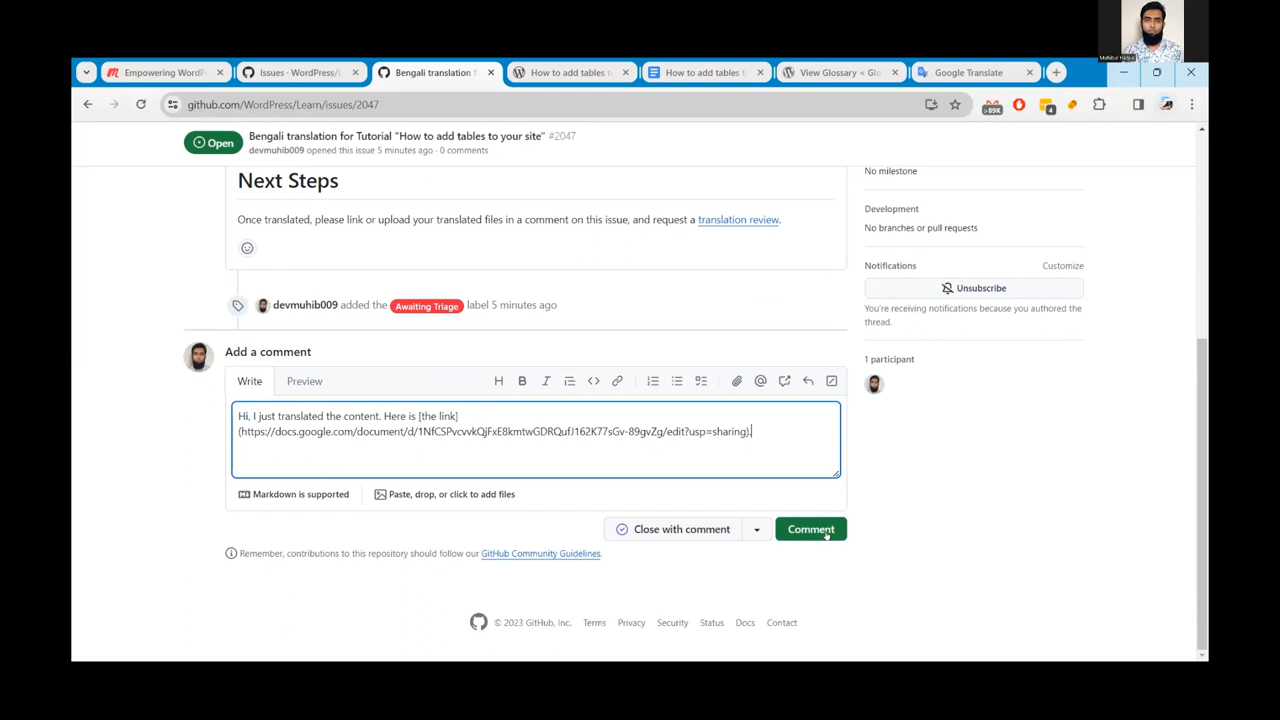 Empowering WordP
Issues · WordPress/L
Bengali translation f
How to add tables to
How to add tables to
View Glossary < Glo
Google Translate
github.com/WordPress/Learn/issues/2047
>89K
4
Open
Bengali translation for Tutorial "How to add tables to your site" #2047
devmuhib009 opened this issue 5 minutes ago · 0 comments
Next Steps
Once translated, please link or upload your translated files in a comment on this issue, and request a translation review.
devmuhib009 added the Awaiting Triage label 5 minutes ago
Add a comment
Write
Preview
Hi, I just translated the content. Here is [the link]
(https://docs.google.com/document/d/1NfCSPvcvvkQjFxE8kmtwGDRQufJ162K77sGv-89gvZg/edit?usp=sharing).
Markdown is supported
Paste, drop, or click to add files
Close with comment
Comment
Remember, contributions to this repository should follow our GitHub Community Guidelines.
No milestone
Development
No branches or pull requests
Notifications
Customize
Unsubscribe
You're receiving notifications because you authored the
thread.
1 participant
© 2023 GitHub, Inc.
Terms
Privacy
Security
Status
Docs
Contact